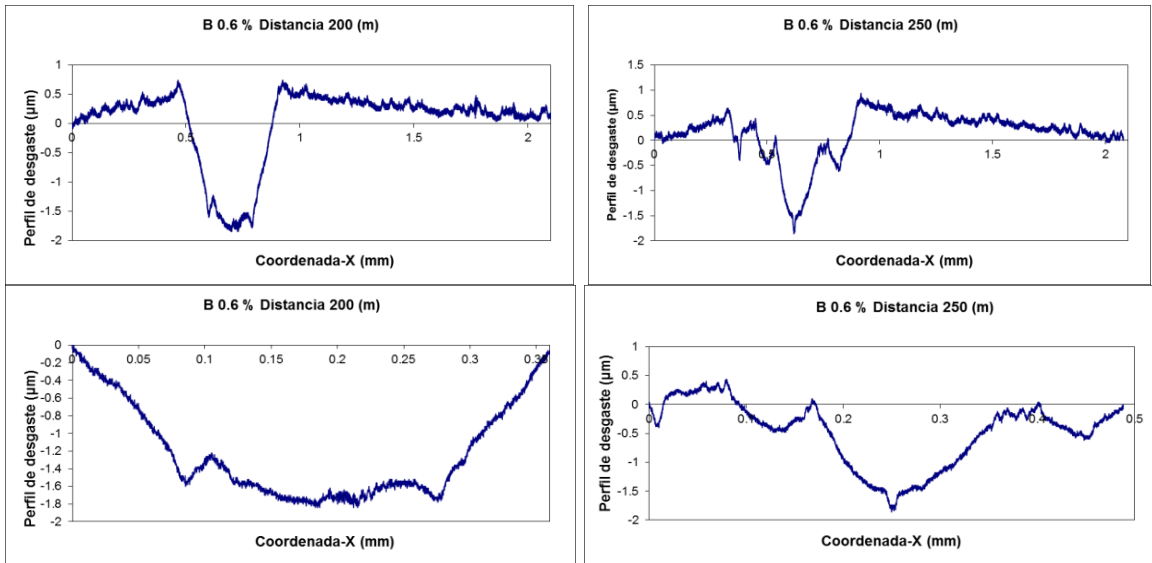 B 0.6 % Distancia 200 (m)
Perfil de desgaste (µm)
1
0.5
0
-0.5
-1
-1.5
-2
0 0.5 1 1.5 2
Coordenada-X (mm)
B 0.6 % Distancia 250 (m)
Perfil de desgaste (µm)
1.5
1
0.5
0
-0.5
-1
-1.5
-2
0 0.5 1 1.5 2
Coordenada-X (mm)
B 0.6 % Distancia 200 (m)
Perfil de desgaste (µm)
0
-0.2
-0.4
-0.6
-0.8
-1
-1.2
-1.4
-1.6
-1.8
-2
0 0.05 0.1 0.15 0.2 0.25 0.3 0.35
Coordenada-X (mm)
B 0.6 % Distancia 250 (m)
Perfil de desgaste (µm)
1
0.5
0
-0.5
-1
-1.5
-2
0 0.1 0.2 0.3 0.4 0.5
Coordenada-X (mm)